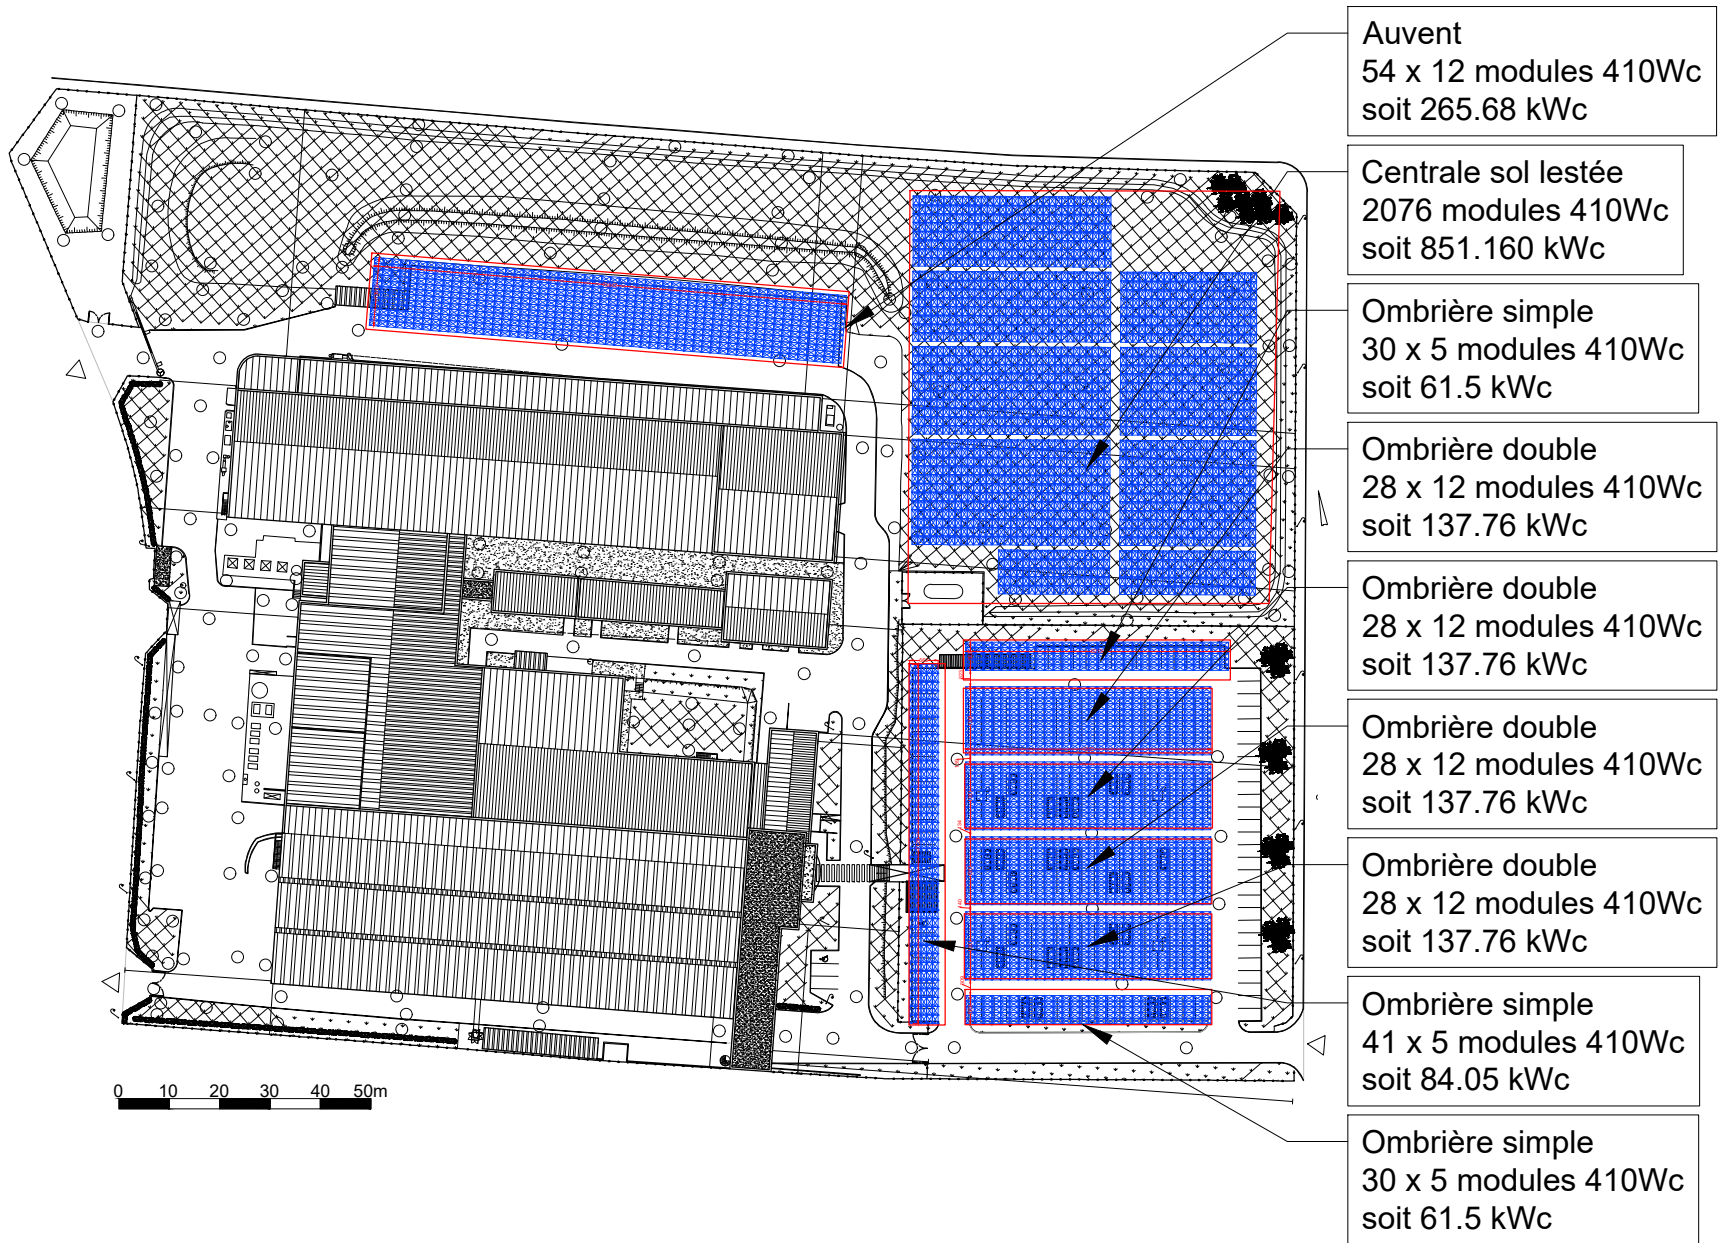 Auvent
54 x 12 modules 410Wc
soit 265.68 kWc
Centrale sol lestée
2076 modules 410Wc
soit 851.160 kWc
Ombrière simple
30 x 5 modules 410Wc
soit 61.5 kWc
Ombrière double
28 x 12 modules 410Wc
soit 137.76 kWc
Ombrière double
28 x 12 modules 410Wc
soit 137.76 kWc
Ombrière double
28 x 12 modules 410Wc
soit 137.76 kWc
Ombrière double
28 x 12 modules 410Wc
soit 137.76 kWc
Ombrière simple
41 x 5 modules 410Wc
soit 84.05 kWc
Ombrière simple
30 x 5 modules 410Wc
soit 61.5 kWc
0 10 20 30 40 50m